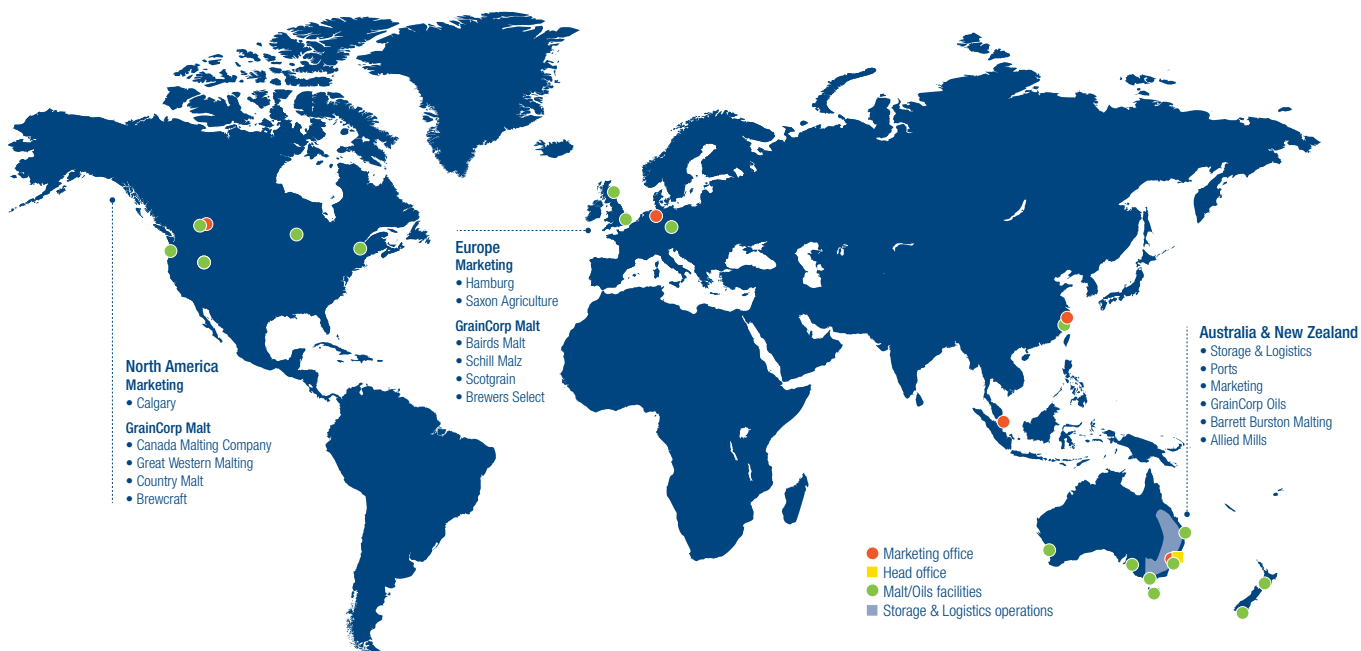 North America
Marketing
• Calgary
GrainCorp Malt
• Canada Malting Company
• Great Western Malting
• Country Malt
• Brewcraft
Europe
Marketing
• Hamburg
• Saxon Agriculture
GrainCorp Malt
• Bairds Malt
• Schill Malz
• Scotgrain
• Brewers Select
Australia & New Zealand
• Storage & Logistics
• Ports
• Marketing
• GrainCorp Oils
• Barrett Burston Malting
• Allied Mills
Marketing office
Head office
Malt/Oils facilities
Storage & Logistics operations